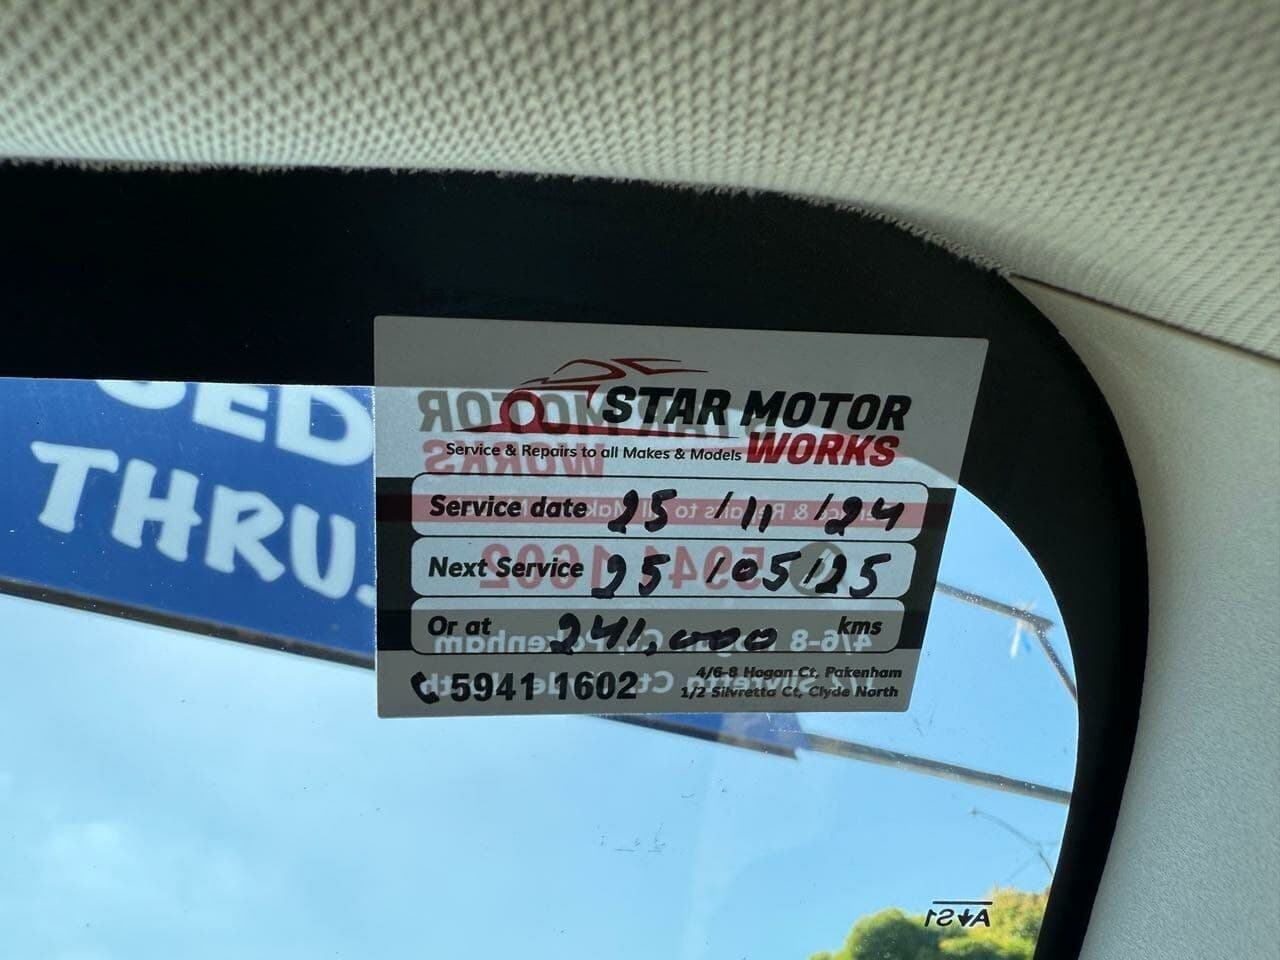 THRU.
STAR MOTOR
WORKS
Service & Repairs to all Makes & Models
Service date 25 / 11 / 24
Next Service 25 / 05 / 25
Or at 241,000 kms
5941 1602
4/6-8 Hogan Ct, Pakenham
1/2 Silvretta Ct, Clyde North